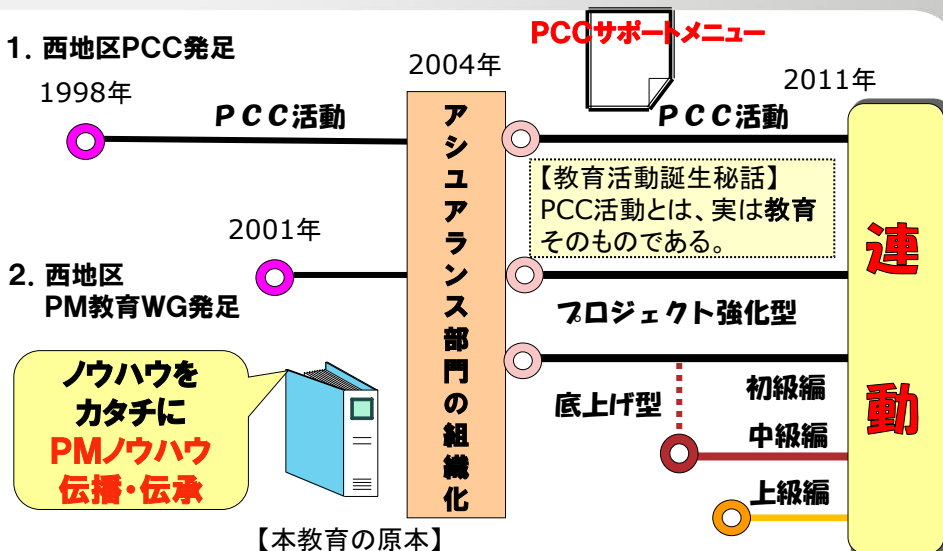 PCCサポートメニュー
1. 西地区PCC発足
2004年
2011年
1998年
PCC活動
PCC活動
アシュアランス部門の組織化
【教育活動誕生秘話】
PCC活動とは、実は教育
そのものである。
連動
2001年
2. 西地区
PM教育WG発足
プロジェクト強化型
ノウハウを
カタチに
PMノウハウ
伝播・伝承
底上げ型
初級編
中級編
上級編
【本教育の原本】